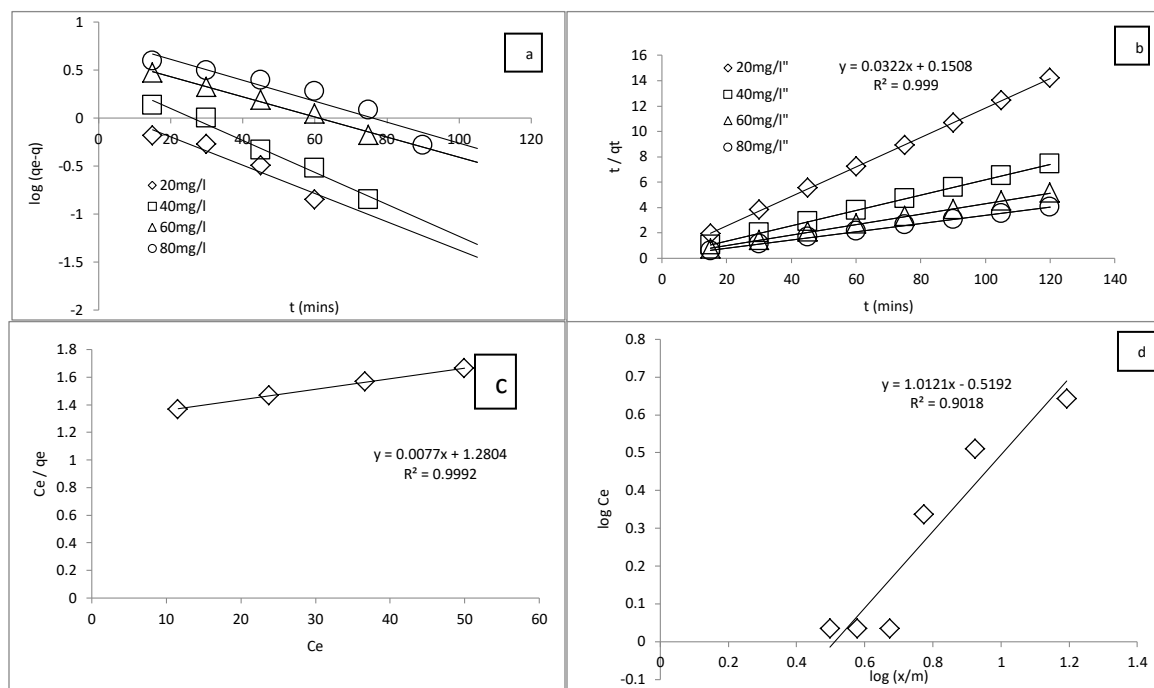 a
log (qe-q)
1
0.5
0
-0.5
-1
-1.5
-2
0 20 40 60 80 100 120
20mg/l
40mg/l
60mg/l
80mg/l
t (mins)
b
t / qt
16
14
12
10
8
6
4
2
0
20mg/l"
40mg/l"
60mg/l"
80mg/l"
y = 0.0322x + 0.1508
R² = 0.999
0 20 40 60 80 100 120 140
t (mins)
C
Ce / qe
1.8
1.6
1.4
1.2
1
0.8
0.6
0.4
0.2
0
y = 0.0077x + 1.2804
R² = 0.9992
0 10 20 30 40 50 60
Ce
d
log Ce
0.8
0.7
0.6
0.5
0.4
0.3
0.2
0.1
0
-0.1
y = 1.0121x - 0.5192
R² = 0.9018
0 0.2 0.4 0.6 0.8 1 1.2 1.4
log (x/m)